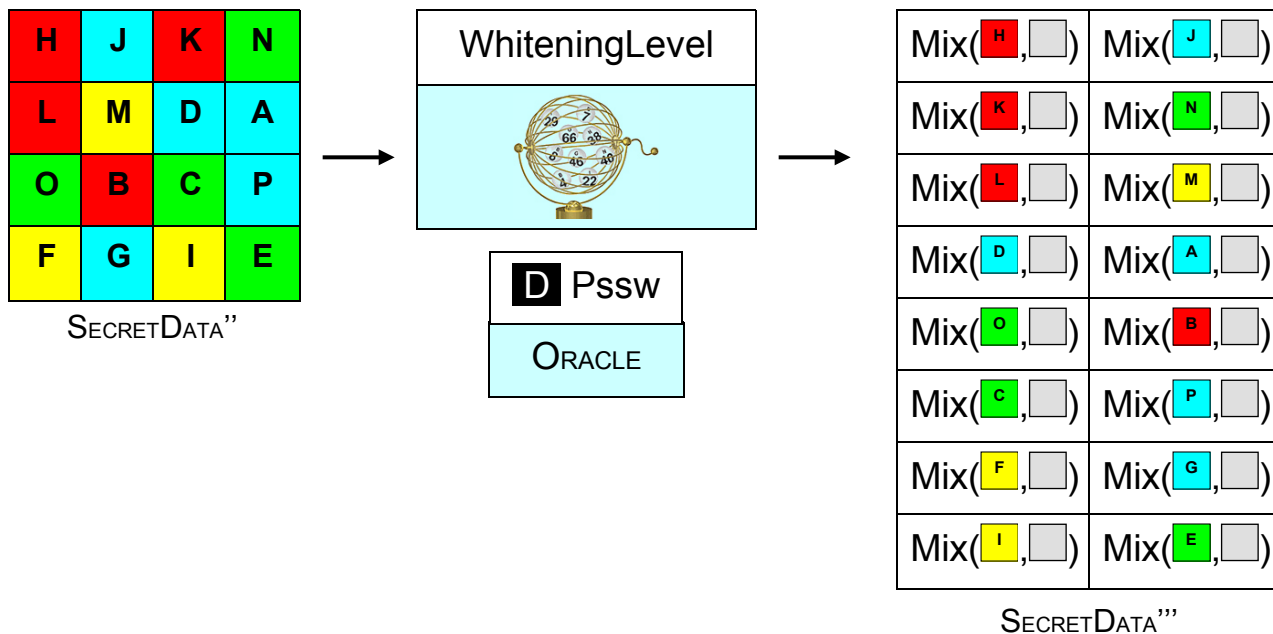 H J K N
L M D A
O B C P
F G I E
SECRETDATA''
WhiteningLevel
29 7
66 38
8 46 40
4 22
D Pssw
ORACLE
Mix(H, ) Mix(J, )
Mix(K, ) Mix(N, )
Mix(L, ) Mix(M, )
Mix(D, ) Mix(A, )
Mix(O, ) Mix(B, )
Mix(C, ) Mix(P, )
Mix(F, ) Mix(G, )
Mix(I, ) Mix(E, )
SECRETDATA'''